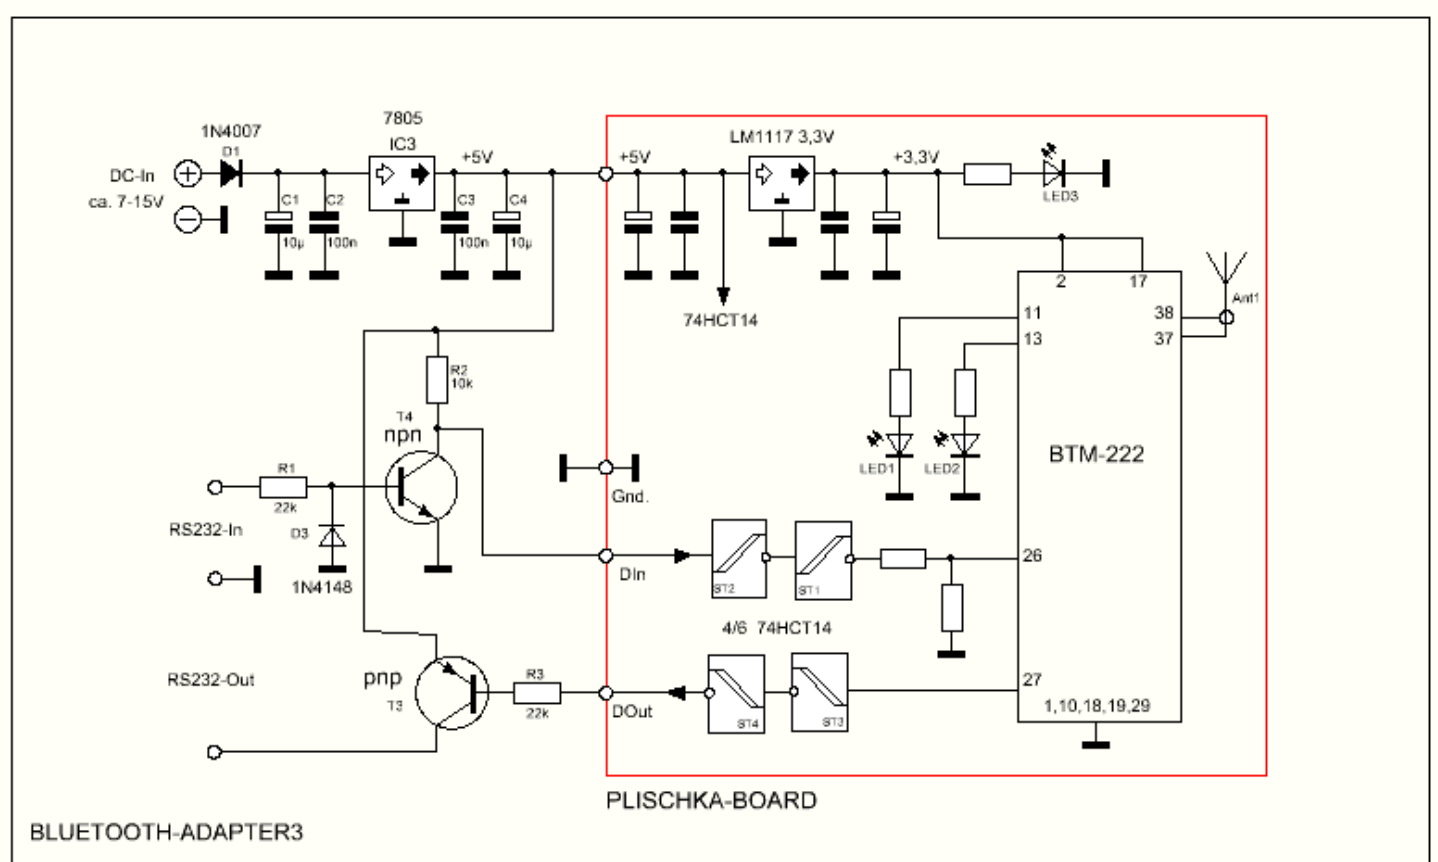 7805
1N4007
IC3
LM1117 3,3V
D1
+5V
+5V
+3,3V
DC-In
ca. 7-15V
C1
C2
C3
C4
10µ
100n
100n
10µ
LED3
74HCT14
2
17
Ant1
11
38
13
37
R2
10k
T4
npn
BTM-222
LED1
LED2
R1
22k
Gnd.
RS232-In
D3
1N4148
DIn
ST2
ST1
26
4/6 74HCT14
RS232-Out
pnp
T3
R3
22k
DOut
ST4
ST3
27
1,10,18,19,29
PLISCHKA-BOARD
BLUETOOTH-ADAPTER3